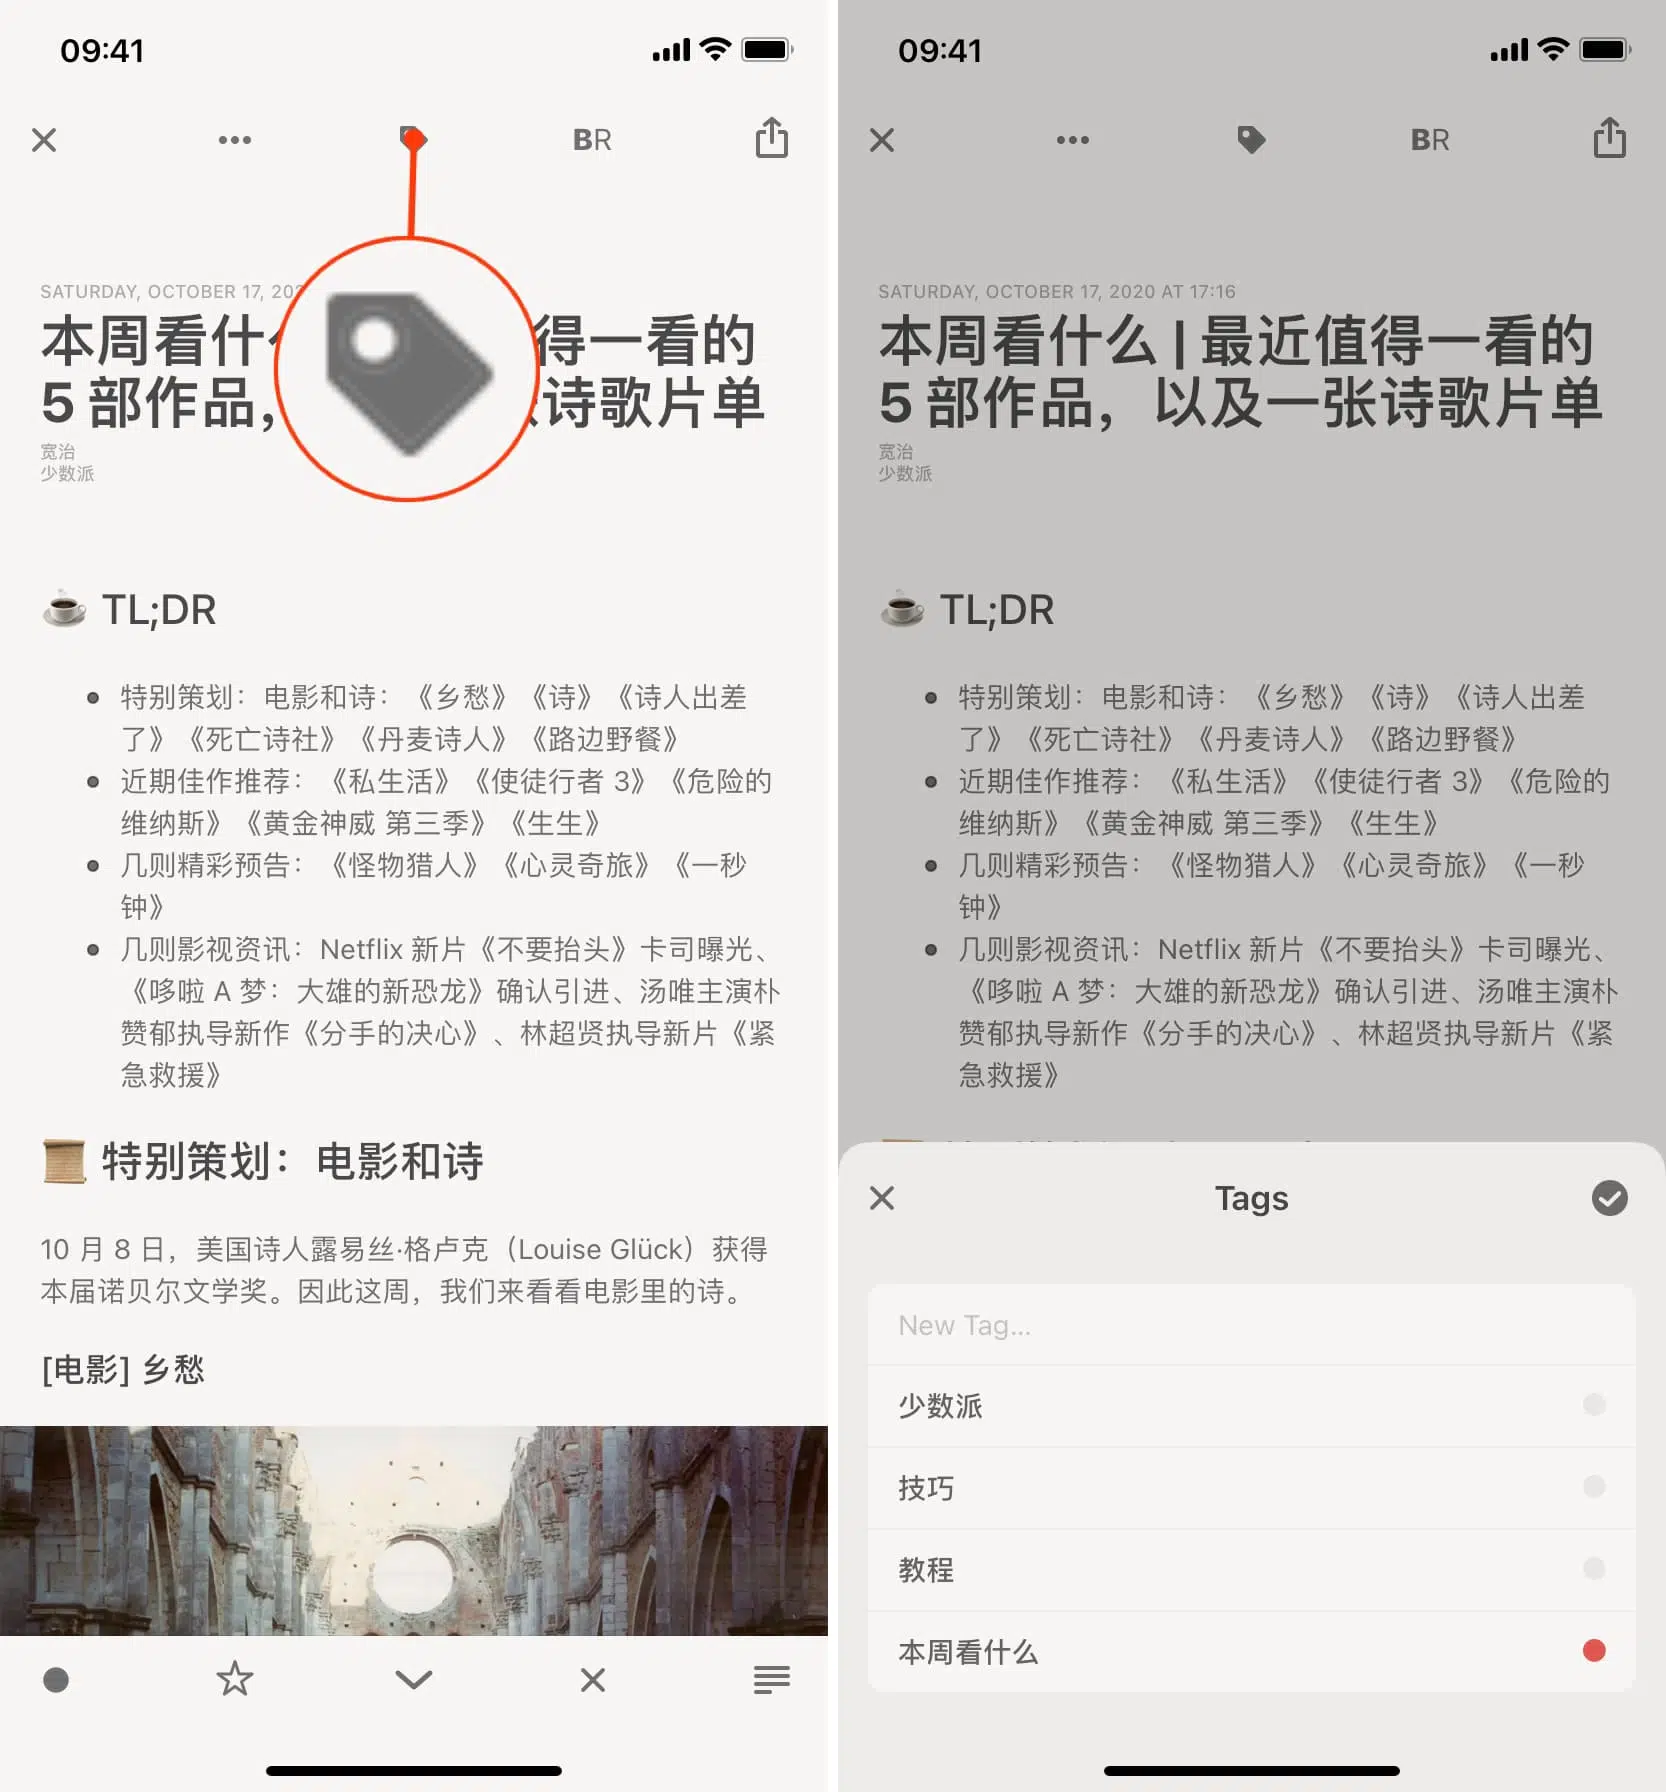 09:41
BR
SATURDAY, OCTOBER 17, 20
本周看什 得一看的
5 部作品， 诗歌片单
宽治
少数派
TL;DR
特别策划：电影和诗：《乡愁》《诗》《诗人出差
了》《死亡诗社》《丹麦诗人》《路边野餐》
近期佳作推荐：《私生活》《使徒行者 3》《危险的
维纳斯》《黄金神威 第三季》《生生》
几则精彩预告：《怪物猎人》《心灵奇旅》《一秒
钟》
几则影视资讯：Netflix 新片《不要抬头》卡司曝光、
《哆啦 A 梦：大雄的新恐龙》确认引进、汤唯主演朴
赞郁执导新作《分手的决心》、林超贤执导新片《紧
急救援》
特别策划：电影和诗
10 月 8 日，美国诗人露易丝·格卢克（Louise Glück）获得
本届诺贝尔文学奖。因此这周，我们来看看电影里的诗。
[电影] 乡愁
09:41
BR
SATURDAY, OCTOBER 17, 2020 AT 17:16
本周看什么 | 最近值得一看的
5 部作品，以及一张诗歌片单
宽治
少数派
TL;DR
特别策划：电影和诗：《乡愁》《诗》《诗人出差
了》《死亡诗社》《丹麦诗人》《路边野餐》
近期佳作推荐：《私生活》《使徒行者 3》《危险的
维纳斯》《黄金神威 第三季》《生生》
几则精彩预告：《怪物猎人》《心灵奇旅》《一秒
钟》
几则影视资讯：Netflix 新片《不要抬头》卡司曝光、
《哆啦 A 梦：大雄的新恐龙》确认引进、汤唯主演朴
赞郁执导新作《分手的决心》、林超贤执导新片《紧
急救援》
Tags
New Tag...
少数派
技巧
教程
本周看什么